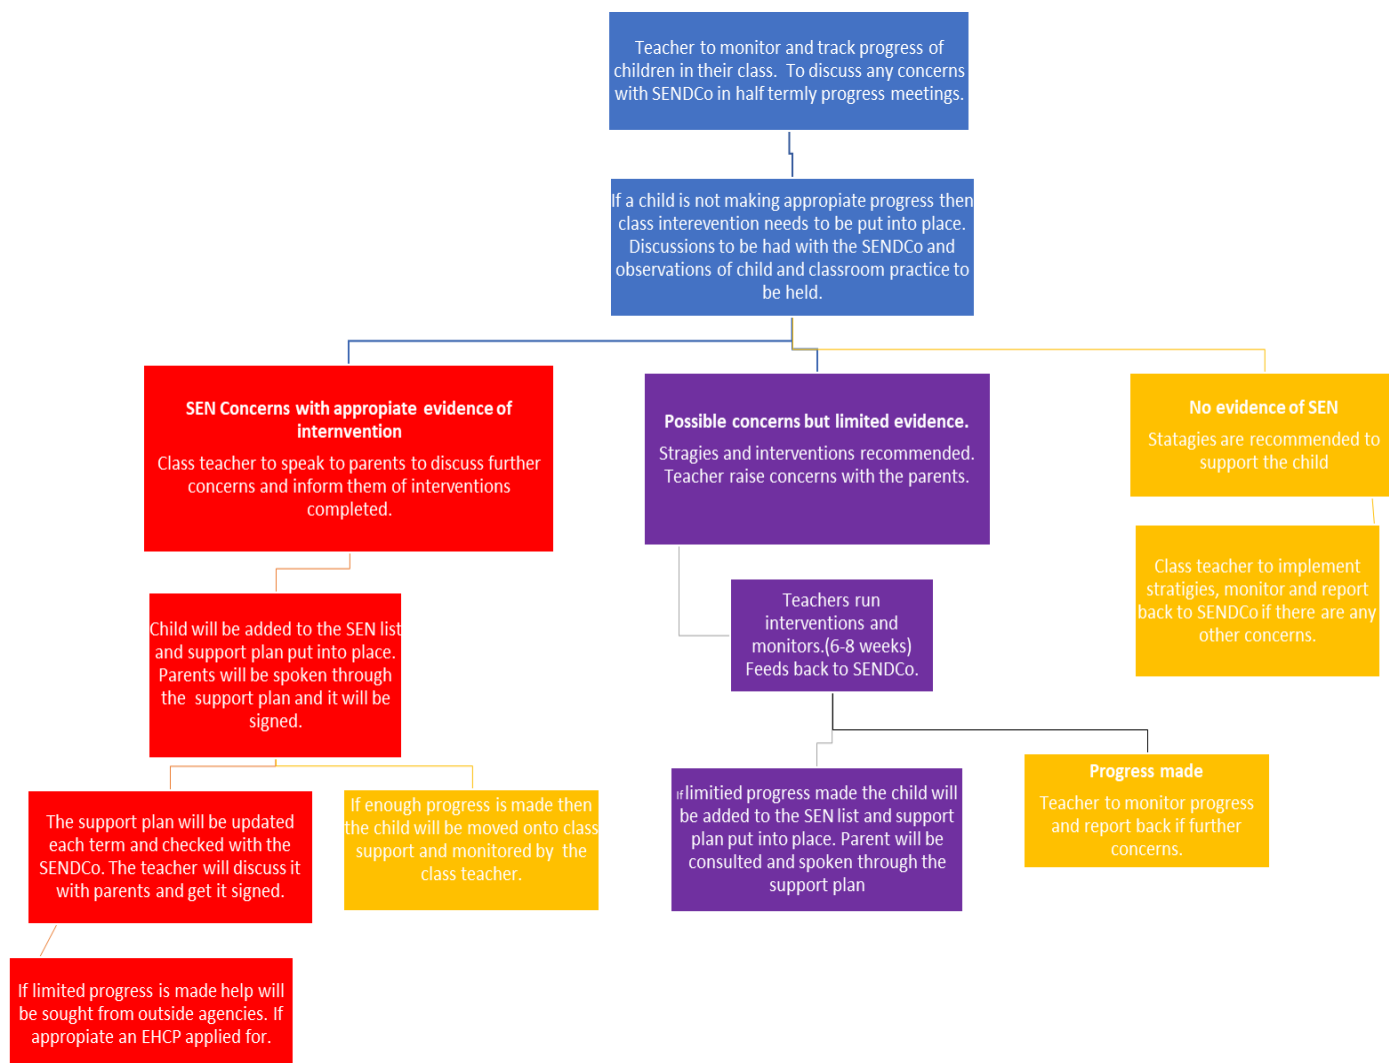 Teacher to monitor and track progress of
children in their class. To discuss any concerns
with SENDCo in half termly progress meetings.
If a child is not making appropiate progress then
class interevention needs to be put into place.
Discussions to be had with the SENDCo and
observations of child and classroom practice to
be held.
SEN Concerns with appropiate evidence of
internvention
Class teacher to speak to parents to discuss further
concerns and inform them of interventions
completed.
Possible concerns but limited evidence.
Stragies and interventions recommended.
Teacher raise concerns with the parents.
No evidence of SEN
Statagies are recommended to
support the child
Child will be added to the SEN list
and support plan put into place.
Parents will be spoken through
the support plan and it will be
signed.
Teachers run
interventions and
monitors.(6-8 weeks)
Feeds back to SENDCo.
Class teacher to implement
stratigies, monitor and report
back to SENDCo if there are any
other concerns.
The support plan will be updated
each term and checked with the
SENDCo. The teacher will discuss it
with parents and get it signed.
If enough progress is made then
the child will be moved onto class
support and monitored by the
class teacher.
If limitied progress made the child will
be added to the SEN list and support
plan put into place. Parent will be
consulted and spoken through the
support plan
Progress made
Teacher to monitor progress
and report back if further
concerns.
If limited progress is made help will
be sought from outside agencies. If
appropiate an EHCP applied for.